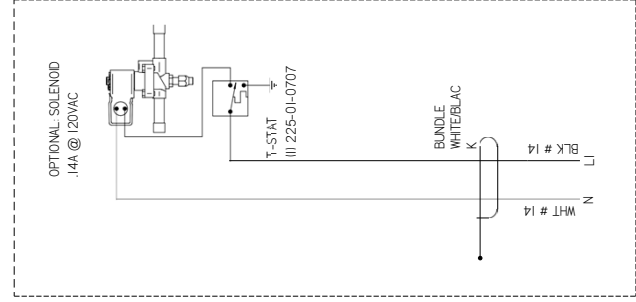 OPTIONAL: SOLENOID
.14A @ 120VAC
T-STAT
(1) 225-01-0707
BUNDLE
WHITE/BLAC
K
BLK # 14
L1
WHT # 14
N